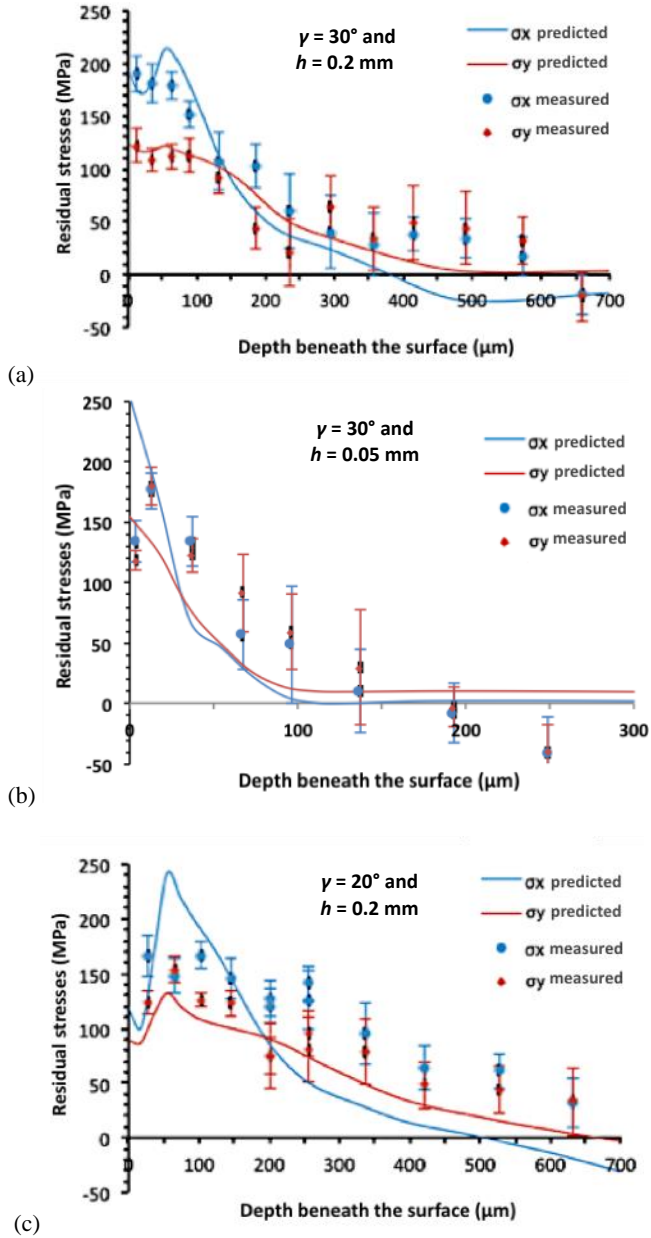 γ = 30° and
h = 0.2 mm
σx predicted
σy predicted
σx measured
σy measured
250
200
150
100
50
0
-50
0 100 200 300 400 500 600 700
Residual stresses (MPa)
Depth beneath the surface (µm)
(a)
γ = 30° and
h = 0.05 mm
σx predicted
σy predicted
σx measured
σy measured
250
200
150
100
50
0
-50
0 100 200 300
Residual stresses (MPa)
Depth beneath the surface (µm)
(b)
γ = 20° and
h = 0.2 mm
σx predicted
σy predicted
σx measured
σy measured
250
200
150
100
50
0
-50
0 100 200 300 400 500 600 700
Residual stresses (MPa)
Depth beneath the surface (µm)
(c)